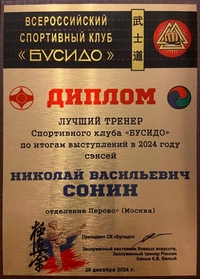 ВСЕРОССИЙСКИЙ
СПОРТИВНЫЙ КЛУБ
«БУСИДО»
武士道
ДИПЛОМ
ЛУЧШИЙ ТРЕНЕР
Спортивного клуба «БУСИДО»
по итогам выступлений в 2024 году
сэнсей
НИКОЛАЙ ВАСИЛЬЕВИЧ
СОНИН
отделение Перово» (Москва)
Президент СК «Бусидо»
Заслуженный наставник боевых искусств,
Заслуженный тренер России
Ханси К.В. Белый
28 декабря 2024 г.